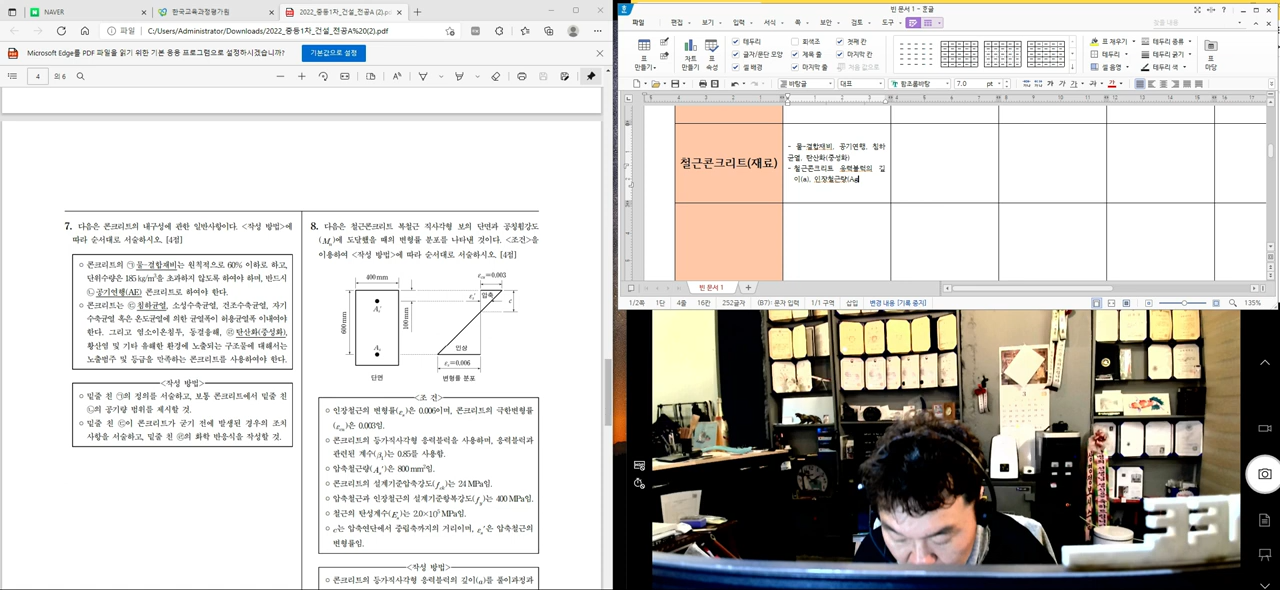 NAVER
한국교육과정평가원
2022_중등1차_건설_전공A (2).pdf
파일
C:/Users/Administrator/Downloads/2022_중등1차_건설_전공A%20(2).pdf
Microsoft Edge를 PDF 파일을 읽기 위한 기본 응용 프로그램으로 설정하시겠습니까?
기본값으로 설정
4
의 6
7. 다음은 콘크리트의 내구성에 관한 일반사항이다. <작성 방법>에
따라 순서대로 서술하시오. [4점]
○ 콘크리트의 ㉠물-결합재비는 원칙적으로 60% 이하로 하고,
단위수량은 185 kg/m³을 초과하지 않도록 하여야 하며, 반드시
㉡공기연행(AE) 콘크리트로 하여야 한다.
○ 콘크리트는 ㉢침하균열, 소성수축균열, 건조수축균열, 자기
수축균열 혹은 온도균열에 의한 균열폭이 허용균열폭 이내여야
한다. 그리고 염소이온침투, 동결융해, ㉣탄산화(중성화),
황산염 및 기타 유해한 환경에 노출되는 구조물에 대해서는
노출범주 및 등급을 만족하는 콘크리트를 사용하여야 한다.
<작성 방법>
○ 밑줄 친 ㉠의 정의를 서술하고, 보통 콘크리트에서 밑줄 친
㉡의 공기량 범위를 제시할 것.
○ 밑줄 친 ㉢이 콘크리트가 굳기 전에 발생된 경우의 조치
사항을 서술하고, 밑줄 친 ㉣의 화학 반응식을 작성할 것.
8. 다음은 철근콘크리트 복철근 직사각형 보의 단면과 공칭휨강도
(Mn)에 도달했을 때의 변형률 분포를 나타낸 것이다. <조건>을
이용하여 <작성 방법>에 따라 순서대로 서술하시오. [4점]
400 mm
εcu=0.003
압축
εs′
c
As′
600 mm
100 mm
As
인장
εt=0.006
단면
변형률 분포
<조 건>
○ 인장철근의 변형률(εt)은 0.006이며, 콘크리트의 극한변형률
(εcu)은 0.003임.
○ 콘크리트의 등가직사각형 응력블럭을 사용하며, 응력블럭과
관련된 계수(β1)는 0.85를 사용함.
○ 압축철근량(As′)은 800 mm²임.
○ 콘크리트의 설계기준압축강도(fck)는 24 MPa임.
○ 압축철근과 인장철근의 설계기준항복강도(fy)는 400 MPa임.
○ 철근의 탄성계수(Es)는 2.0×10⁵ MPa임.
○ c는 압축연단에서 중립축까지의 거리이며, εs′은 압축철근의
변형률임.
<작성 방법>
○ 콘크리트의 등가직사각형 응력블럭의 깊이(a)를 풀이과정과
빈 문서 1 - 한글
파일 편집 보기 입력 서식 쪽 보안 검토 도구
표
만들기
차트
만들기
표
속성
테두리
글자/문단 모양
셀 배경
회색조
제목 줄
마지막 줄
첫째 칸
마지막 칸
처음 값으로
표 채우기
테두리
셀 음영
테두리 종류
테두리 굵기
테두리 색
표
마당
바탕글
대표
함초롬바탕
7.0 pt
철근콘크리트(재료)
- 물-결합재비, 공기연행, 침하
균열, 탄산화(중성화)
- 철근콘크리트 응력블럭의 깊
이(a), 인장철근량(As
빈 문서 1
1/2쪽 1단 4줄 16칸 252글자 (B7): 문자 입력 1/1 구역 삽입 변경 내용 [기록 중지]
135%